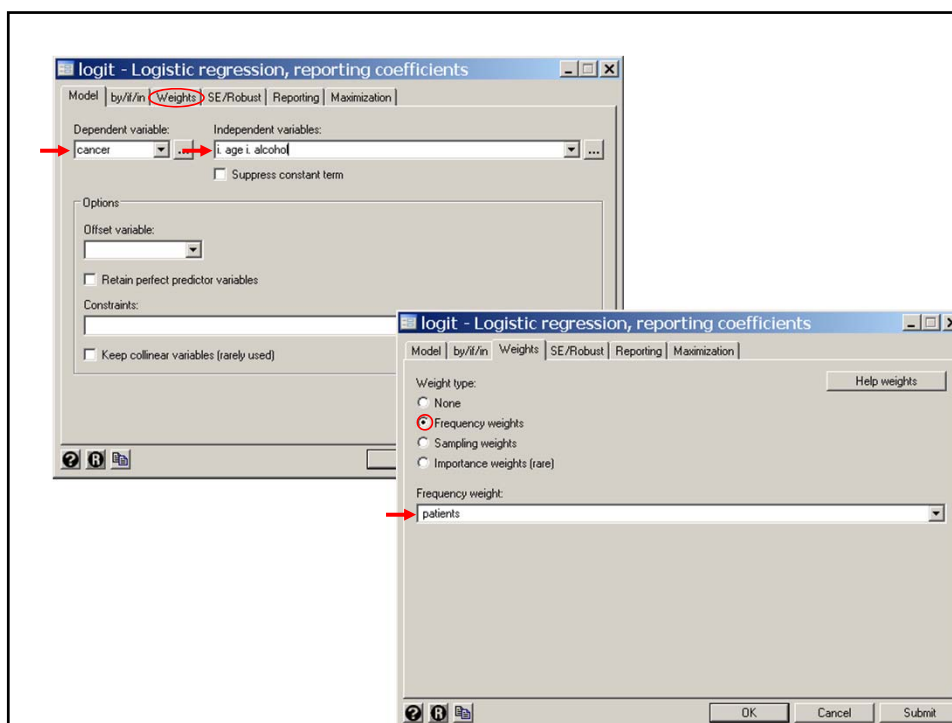 logit - Logistic regression, reporting coefficients
Model by/if/in Weights SE/Robust Reporting Maximization
Dependent variable: Independent variables:
cancer ... i. age i. alcohol ...
Suppress constant term
Options
Offset variable:
Retain perfect predictor variables
Constraints:
Keep collinear variables (rarely used)
? R
logit - Logistic regression, reporting coefficients
Model by/if/in Weights SE/Robust Reporting Maximization
Weight type: Help weights
None
Frequency weights
Sampling weights
Importance weights (rare)
Frequency weight:
patients
? R OK Cancel Submit